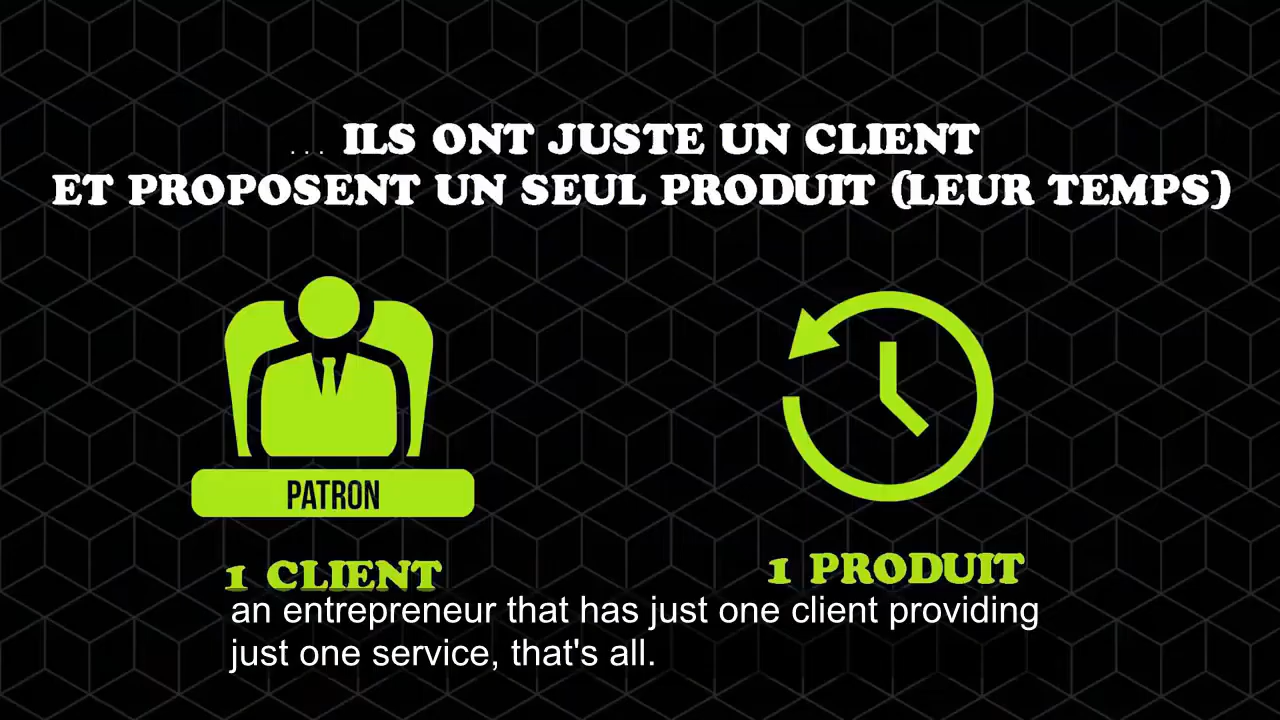 ... ILS ONT JUSTE UN CLIENT
ET PROPOSENT UN SEUL PRODUIT (LEUR TEMPS)
PATRON
1 CLIENT
1 PRODUIT
an entrepreneur that has just one client providing
just one service, that's all.